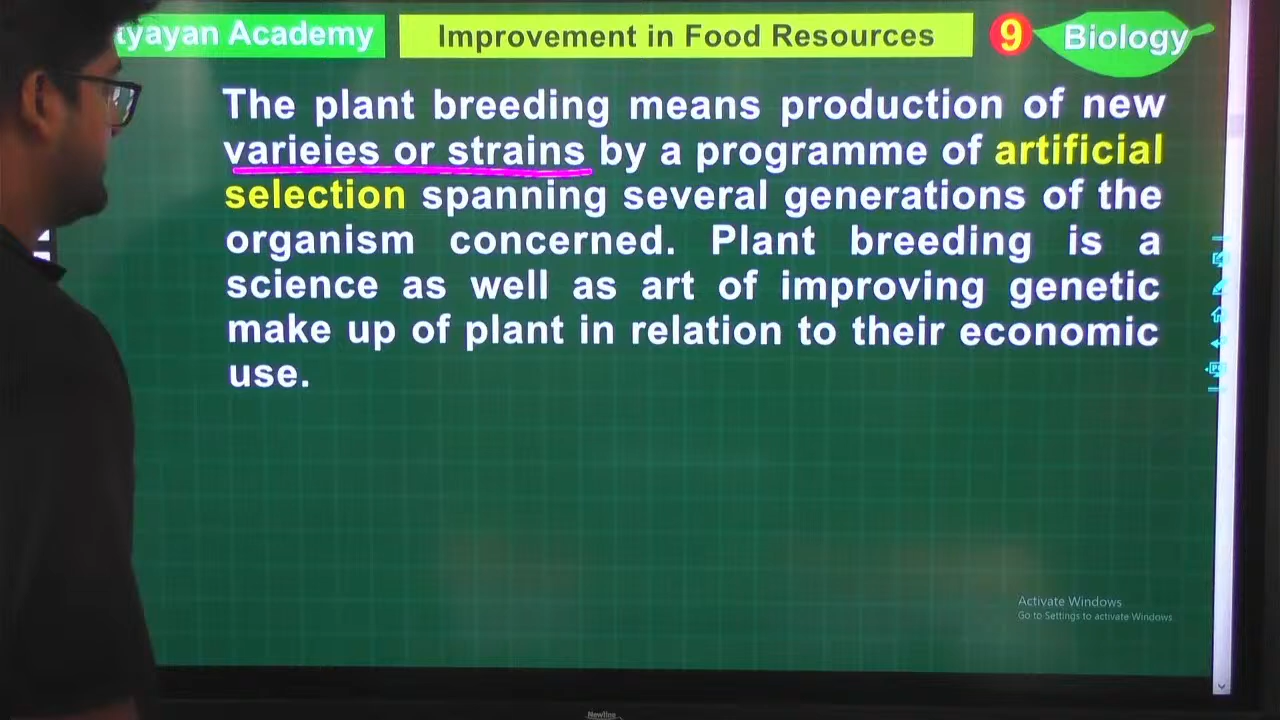 tyayan Academy
Improvement in Food Resources
9
Biology
The plant breeding means production of new
varieies or strains by a programme of artificial
selection spanning several generations of the
organism concerned. Plant breeding is a
science as well as art of improving genetic
make up of plant in relation to their economic
use.
Activate Windows
Go to Settings to activate Windows
Newline